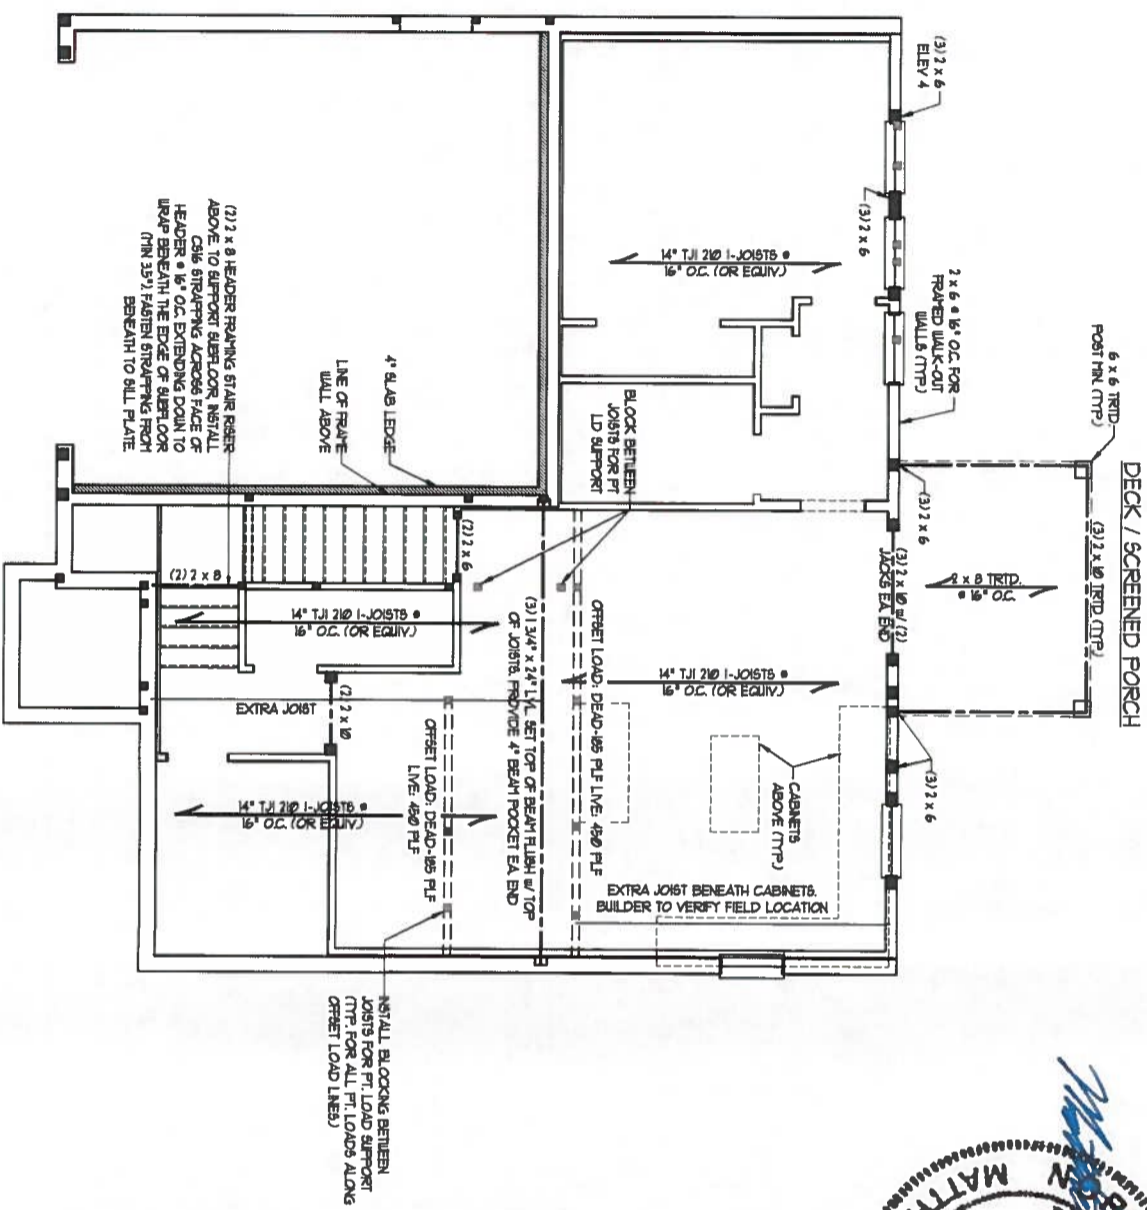 DECK / SCREENED PORCH
6 x 6 TRTD.
POST MIN. (TYP.)
(3) 2 x 10 TRTD (TYP.)
2 x 8 TRTD.
@ 16" O.C.
(3) 2 x 6
ELEV 4
(3) 2 x 6
2 x 6 @ 16" O.C. FOR
FRAMED WALK-OUT
WALLS (TYP.)
(3) 2 x 6
(3) 2 x 10 w/ (2)
JACKS EA. END
(3) 2 x 6
14" TJI 210 I-JOISTS @
16" O.C. (OR EQUIV.)
14" TJI 210 I-JOISTS @
16" O.C. (OR EQUIV.)
CABINETS
ABOVE (TYP.)
EXTRA JOIST BENEATH CABINETS.
BUILDER TO VERIFY FIELD LOCATION
BLOCK BETWEEN
JOISTS FOR PT
LD SUPPORT
OFFSET LOAD: DEAD-185 PLF LIVE: 450 PLF
(3) 1 3/4" x 24" LVL SET TOP OF BEAM FLUSH w/ TOP
OF JOISTS. PROVIDE 4" BEAM POCKET EA. END
4" SLAB LEDGE
LINE OF FRAME
WALL ABOVE
(2) 2 x 6
14" TJI 210 I-JOISTS @
16" O.C. (OR EQUIV.)
OFFSET LOAD: DEAD-185 PLF
LIVE: 450 PLF
(2) 2 x 10
EXTRA JOIST
14" TJI 210 I-JOISTS @
16" O.C. (OR EQUIV.)
(2) 2 x 8
(2) 2 x 8 HEADER FRAMING STAIR RISER
ABOVE. TO SUPPORT SUBFLOOR, INSTALL
CS16 STRAPPING ACROSS FACE OF
HEADER @ 16" O.C. EXTENDING DOWN TO
WRAP BENEATH THE EDGE OF SUBFLOOR
(MIN 3.5"). FASTEN STRAPPING FROM
BENEATH TO SILL PLATE.
INSTALL BLOCKING BETWEEN
JOISTS FOR PT. LOAD SUPPORT
(TYP. FOR ALL PT. LOADS ALONG
OFFSET LOAD LINES.)